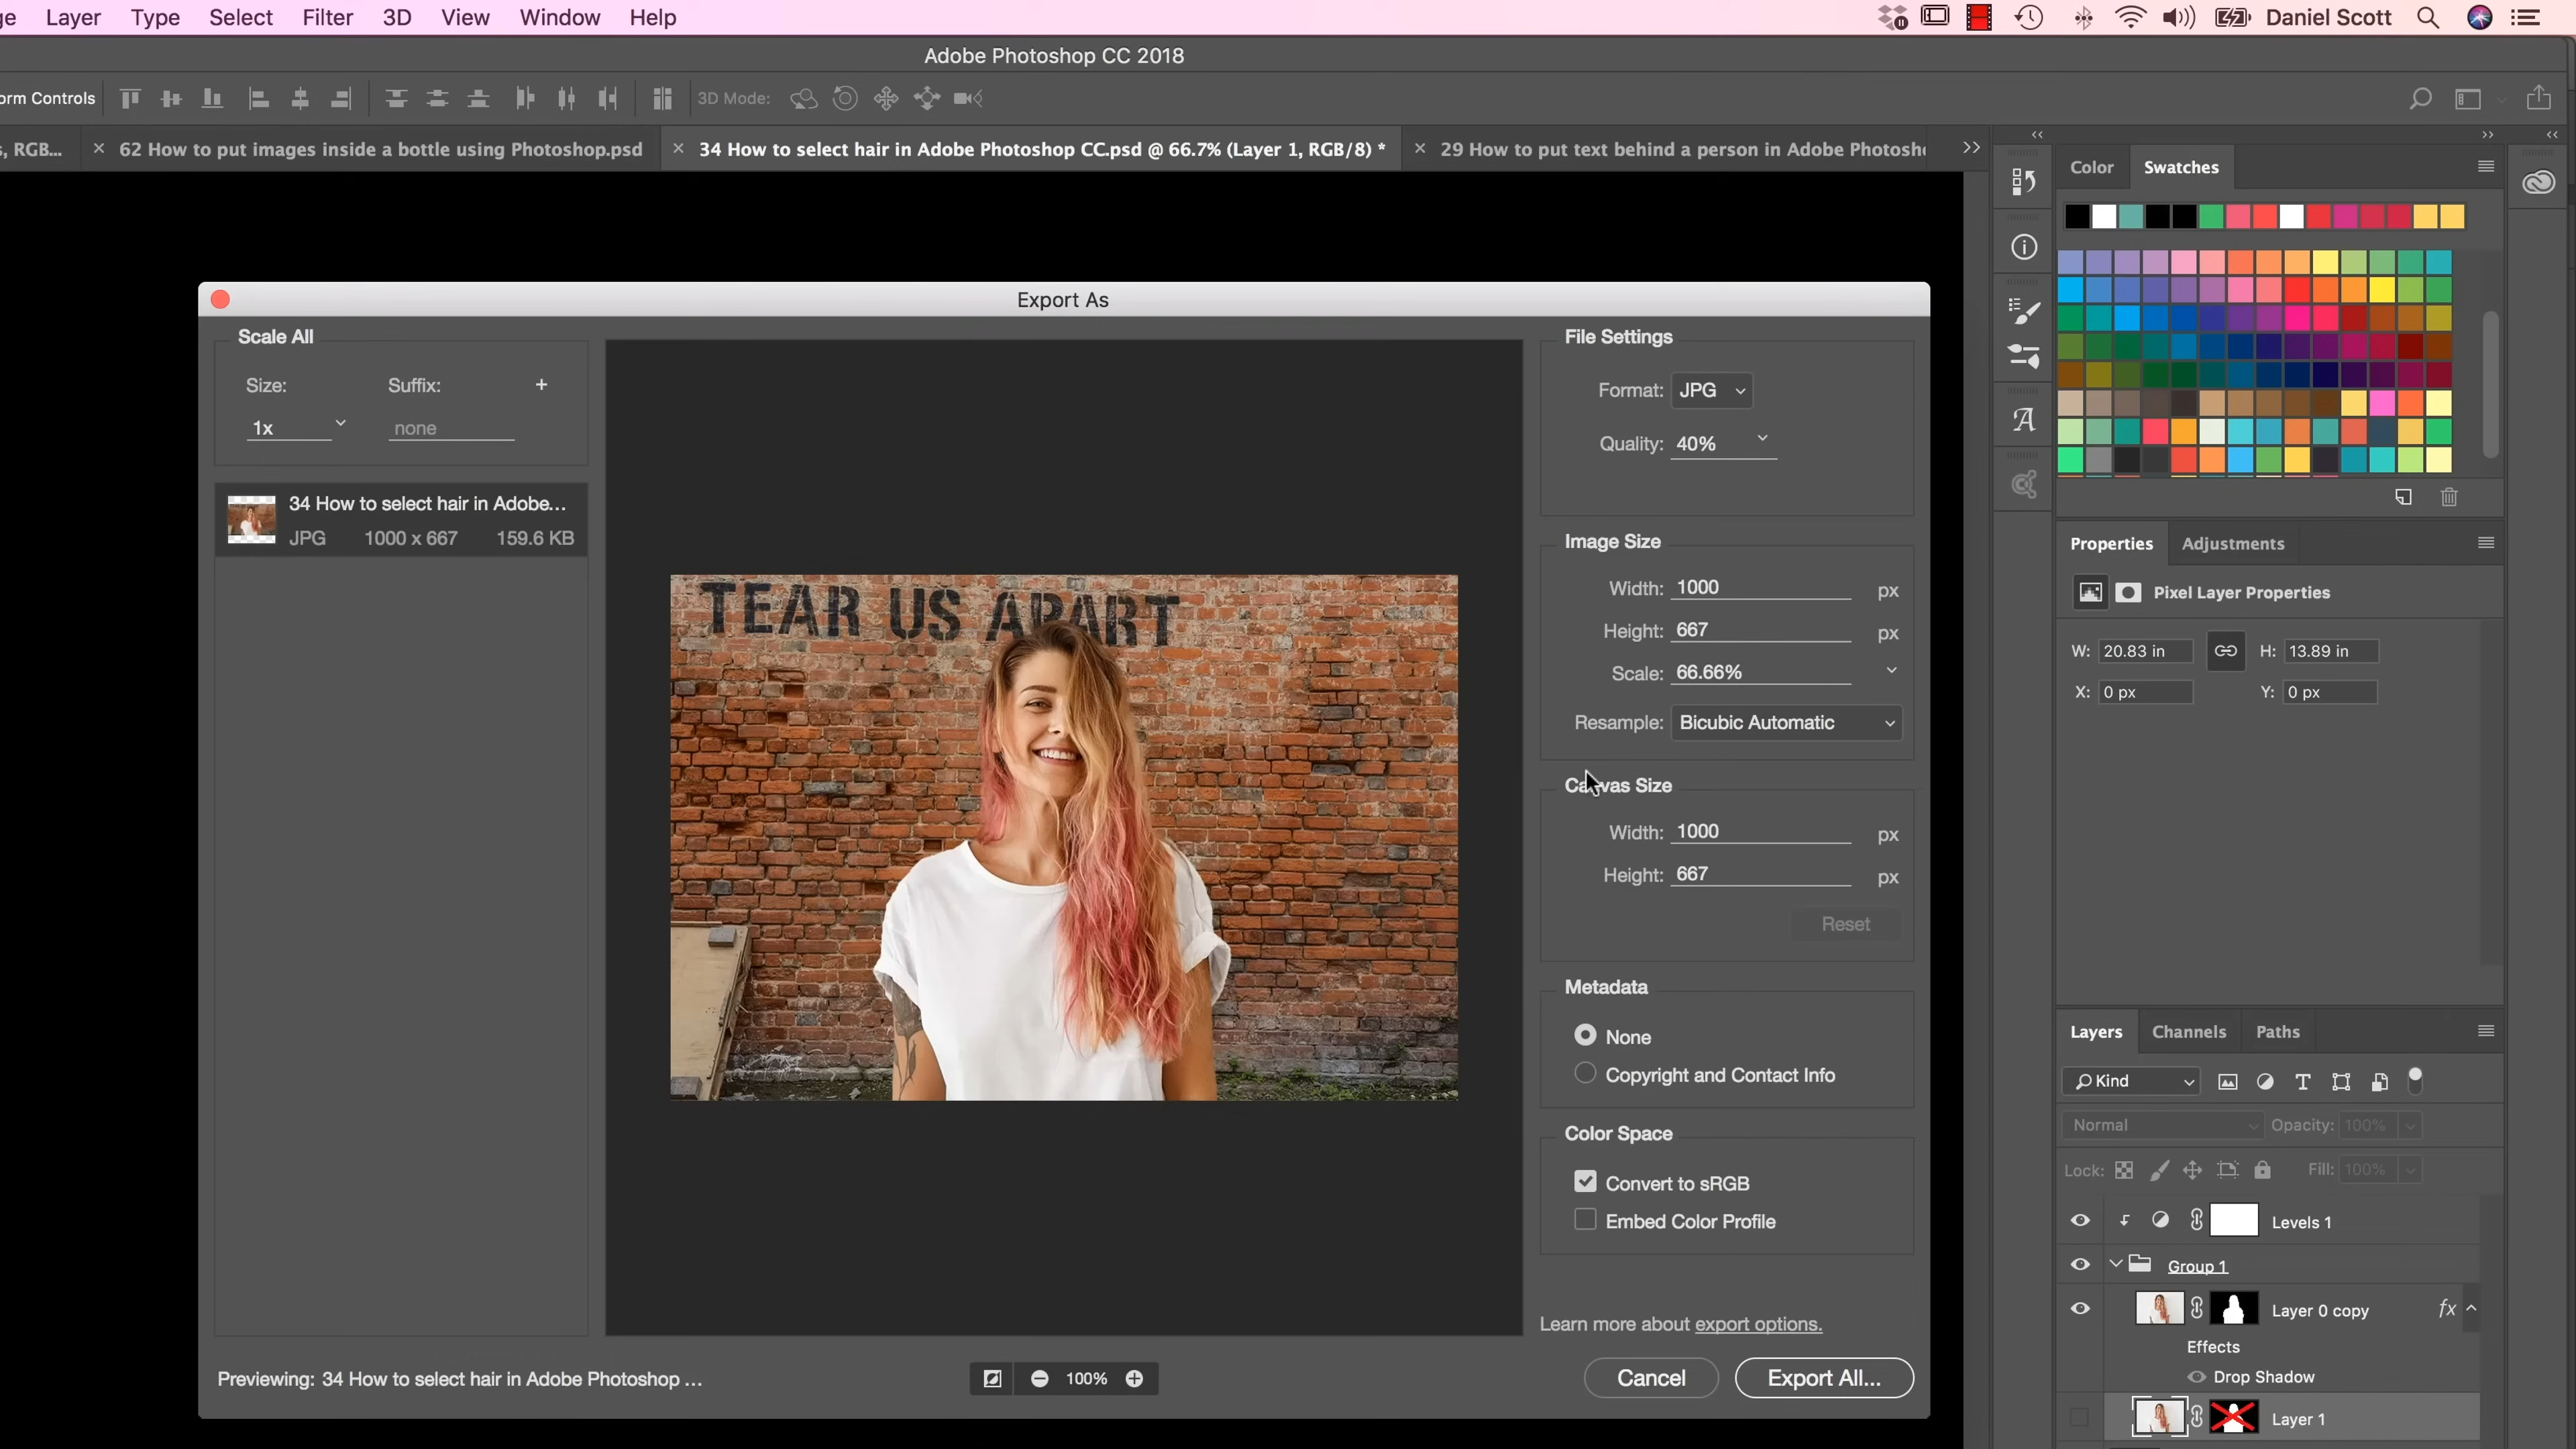 Layer Type Select Filter 3D View Window Help Daniel Scott
Adobe Photoshop CC 2018
orm Controls 3D Mode:
, RGB... × 62 How to put images inside a bottle using Photoshop.psd × 34 How to select hair in Adobe Photoshop CC.psd @ 66.7% (Layer 1, RGB/8) * × 29 How to put text behind a person in Adobe
Color Swatches
Export As
Scale All
Size: Suffix: +
1x none
34 How to select hair in Adobe...
JPG 1000 x 667 159.6 KB
TEAR US APART
File Settings
Format: JPG
Quality: 40%
Image Size
Width: 1000 px
Height: 667 px
Scale: 66.66%
Resample: Bicubic Automatic
Canvas Size
Width: 1000 px
Height: 667 px
Reset
Metadata
None
Copyright and Contact Info
Color Space
Convert to sRGB
Embed Color Profile
Learn more about export options.
Previewing: 34 How to select hair in Adobe Photoshop ...
100%
Cancel Export All...
Properties Adjustments
Pixel Layer Properties
W: 20.83 in H: 13.89 in
X: 0 px Y: 0 px
Layers Channels Paths
Kind
Normal Opacity: 100%
Lock: Fill: 100%
Levels 1
Group 1
Layer 0 copy fx
Effects
Drop Shadow
Layer 1